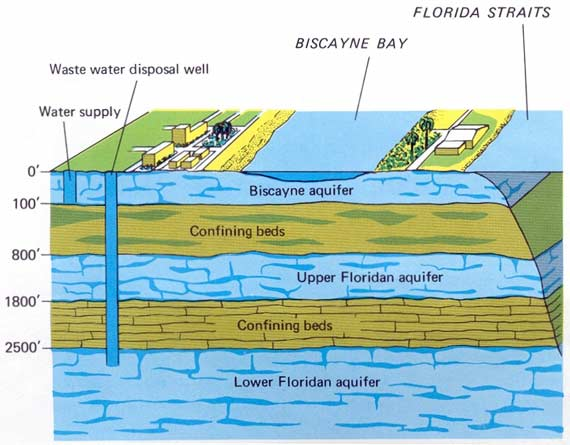 FLORIDA STRAITS
BISCAYNE BAY
Waste water disposal well
Water supply
0'
Biscayne aquifer
100'
Confining beds
800'
Upper Floridan aquifer
1800'
Confining beds
2500'
Lower Floridan aquifer